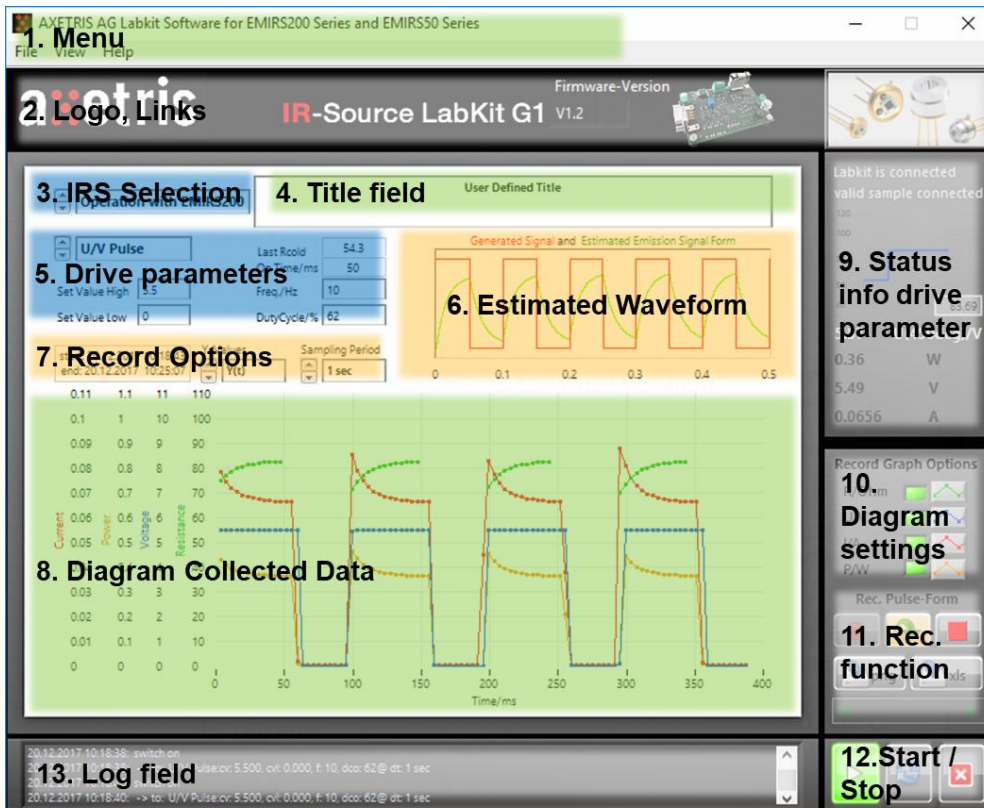 AXETRIS AG Labkit Software for EMIRS200 Series and EMIRS50 Series
1. Menu
File View Help
axetris
2. Logo, Links
IR-Source LabKit G1
Firmware-Version
V1.2
3. IRS Selection
Operation with EMIRS200
4. Title field
User Defined Title
U/V Pulse
Last Rcold 54.3
On Time/ms 50
5. Drive parameters
Set Value High 5.5
Freq./Hz 10
Set Value Low 0
DutyCycle/% 62
Generated Signal and Estimated Emission Signal Form
6. Estimated Waveform
0 0.1 0.2 0.3 0.4 0.5
7. Record Options
end: 20.12.2017 10:25:07
Y(t)
Sampling Period
1 sec
0.11 1.1 11 110
0.1 1 10 100
0.09 0.9 9 90
0.08 0.8 8 80
0.07 0.7 7 70
0.06 0.6 6 60
0.05 0.5 5 50
0.03 0.3 3 30
0.02 0.2 2 20
0.01 0.1 1 10
0 0 0 0
Current
Power
Voltage
Resistance
8. Diagram Collected Data
0 50 100 150 200 250 300 350 400
Time/ms
Labkit is connected
valid sample connected
120
100
9. Status info drive parameter
83.69
0.36 W
5.49 V
0.0656 A
Record Graph Options
10. Diagram settings
P/W
Rec. Pulse-Form
11. Rec. function
xls
12.Start / Stop
20.12.2017 10:18:38: switch on
13. Log field
20.12.2017 10:18:40: -> to: U/V Pulse:cv: 5.500, cvl: 0.000, f: 10, dco: 62@ dt: 1 sec